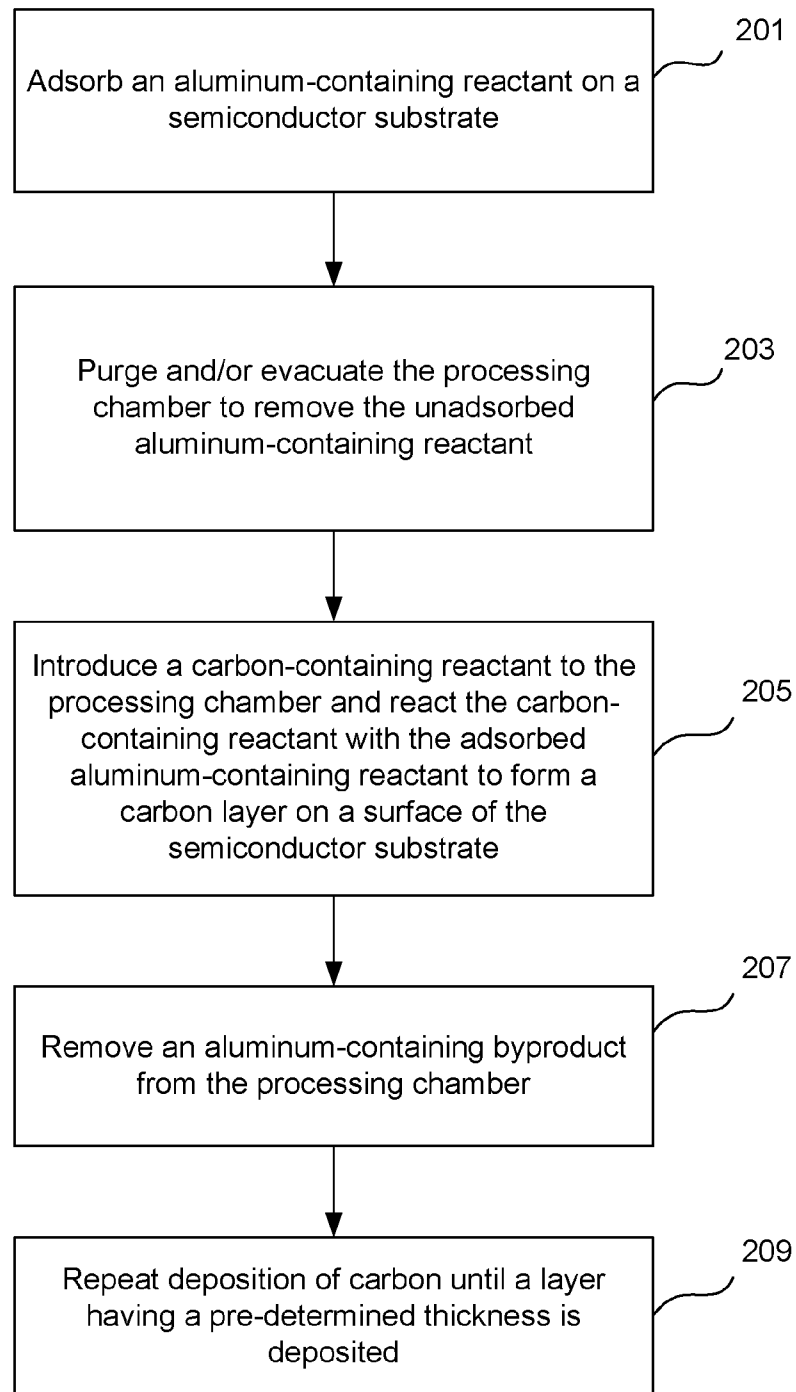 201
Adsorb an aluminum-containing reactant on a
semiconductor substrate
203
Purge and/or evacuate the processing
chamber to remove the unadsorbed
aluminum-containing reactant
205
Introduce a carbon-containing reactant to the
processing chamber and react the carbon-
containing reactant with the adsorbed
aluminum-containing reactant to form a
carbon layer on a surface of the
semiconductor substrate
207
Remove an aluminum-containing byproduct
from the processing chamber
209
Repeat deposition of carbon until a layer
having a pre-determined thickness is
deposited